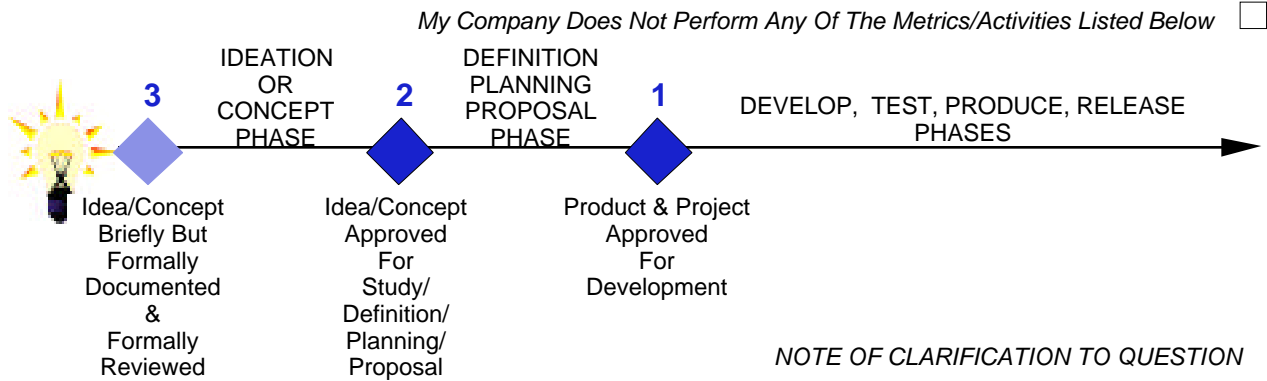 My Company Does Not Perform Any Of The Metrics/Activities Listed Below
IDEATION
OR
CONCEPT
PHASE
DEFINITION
PLANNING
PROPOSAL
PHASE
3
2
1
DEVELOP, TEST, PRODUCE, RELEASE
PHASES
Idea/Concept
Briefly But
Formally
Documented
&
Formally
Reviewed
Idea/Concept
Approved
For
Study/
Definition/
Planning/
Proposal
Product & Project
Approved
For
Development
NOTE OF CLARIFICATION TO QUESTION